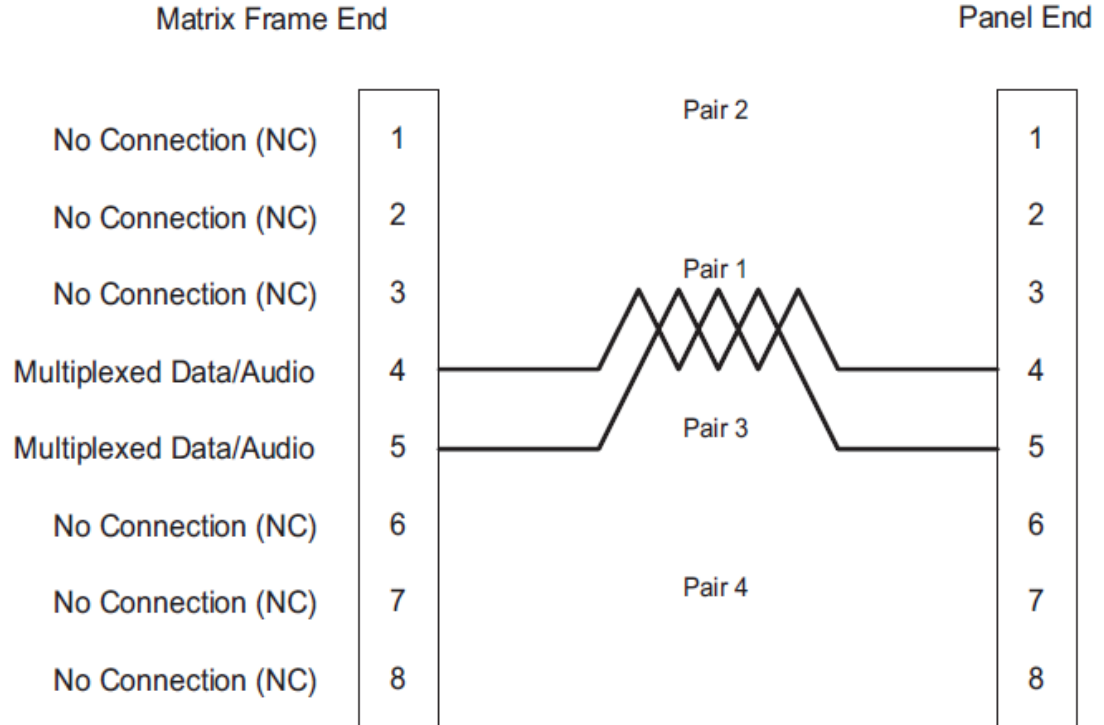 Matrix Frame End
Panel End
Pair 2
No Connection (NC) 1 1
No Connection (NC) 2 2
Pair 1
No Connection (NC) 3 3
Multiplexed Data/Audio 4 4
Pair 3
Multiplexed Data/Audio 5 5
No Connection (NC) 6 6
Pair 4
No Connection (NC) 7 7
No Connection (NC) 8 8